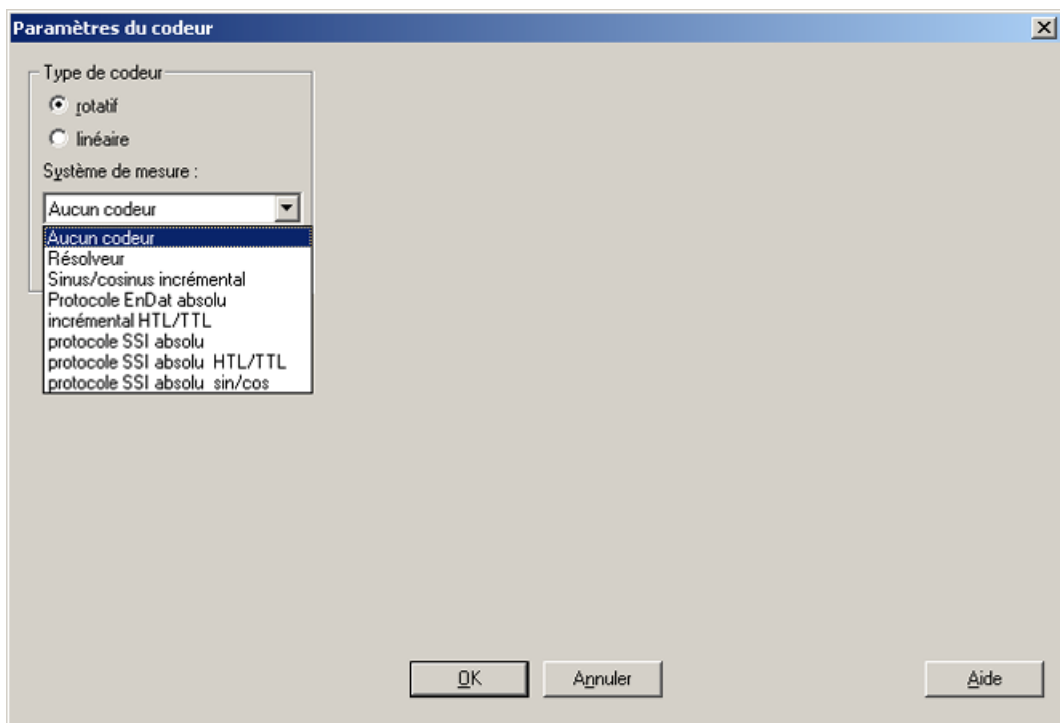 Paramètres du codeur
Type de codeur
rotatif
linéaire
Système de mesure :
Aucun codeur
Aucun codeur
Résolveur
Sinus/cosinus incrémental
Protocole EnDat absolu
incrémental HTL/TTL
protocole SSI absolu
protocole SSI absolu HTL/TTL
protocole SSI absolu sin/cos
OK
Annuler
Aide